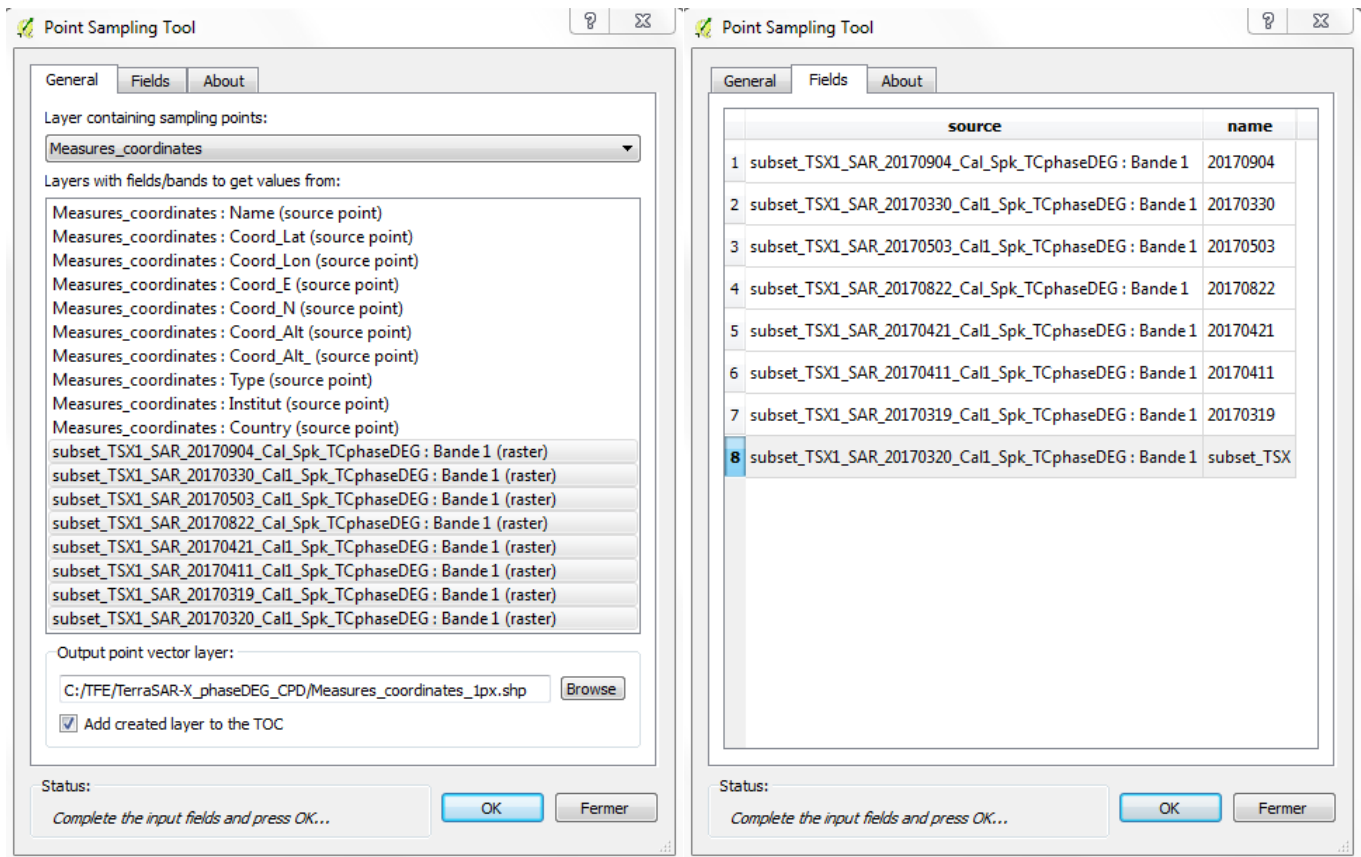 Point Sampling Tool
General Fields About
Layer containing sampling points:
Measures_coordinates
Layers with fields/bands to get values from:
Measures_coordinates : Name (source point)
Measures_coordinates : Coord_Lat (source point)
Measures_coordinates : Coord_Lon (source point)
Measures_coordinates : Coord_E (source point)
Measures_coordinates : Coord_N (source point)
Measures_coordinates : Coord_Alt (source point)
Measures_coordinates : Coord_Alt_ (source point)
Measures_coordinates : Type (source point)
Measures_coordinates : Institut (source point)
Measures_coordinates : Country (source point)
subset_TSX1_SAR_20170904_Cal_Spk_TCphaseDEG : Bande 1 (raster)
subset_TSX1_SAR_20170330_Cal1_Spk_TCphaseDEG : Bande 1 (raster)
subset_TSX1_SAR_20170503_Cal1_Spk_TCphaseDEG : Bande 1 (raster)
subset_TSX1_SAR_20170822_Cal_Spk_TCphaseDEG : Bande 1 (raster)
subset_TSX1_SAR_20170421_Cal1_Spk_TCphaseDEG : Bande 1 (raster)
subset_TSX1_SAR_20170411_Cal1_Spk_TCphaseDEG : Bande 1 (raster)
subset_TSX1_SAR_20170319_Cal1_Spk_TCphaseDEG : Bande 1 (raster)
subset_TSX1_SAR_20170320_Cal1_Spk_TCphaseDEG : Bande 1 (raster)
Output point vector layer:
C:/TFE/TerraSAR-X_phaseDEG_CPD/Measures_coordinates_1px.shp Browse
Add created layer to the TOC
Status:
Complete the input fields and press OK... OK Fermer
Point Sampling Tool
General Fields About
source name
1 subset_TSX1_SAR_20170904_Cal_Spk_TCphaseDEG : Bande 1 20170904
2 subset_TSX1_SAR_20170330_Cal1_Spk_TCphaseDEG : Bande 1 20170330
3 subset_TSX1_SAR_20170503_Cal1_Spk_TCphaseDEG : Bande 1 20170503
4 subset_TSX1_SAR_20170822_Cal_Spk_TCphaseDEG : Bande 1 20170822
5 subset_TSX1_SAR_20170421_Cal1_Spk_TCphaseDEG : Bande 1 20170421
6 subset_TSX1_SAR_20170411_Cal1_Spk_TCphaseDEG : Bande 1 20170411
7 subset_TSX1_SAR_20170319_Cal1_Spk_TCphaseDEG : Bande 1 20170319
8 subset_TSX1_SAR_20170320_Cal1_Spk_TCphaseDEG : Bande 1 subset_TSX
Status:
Complete the input fields and press OK... OK Fermer